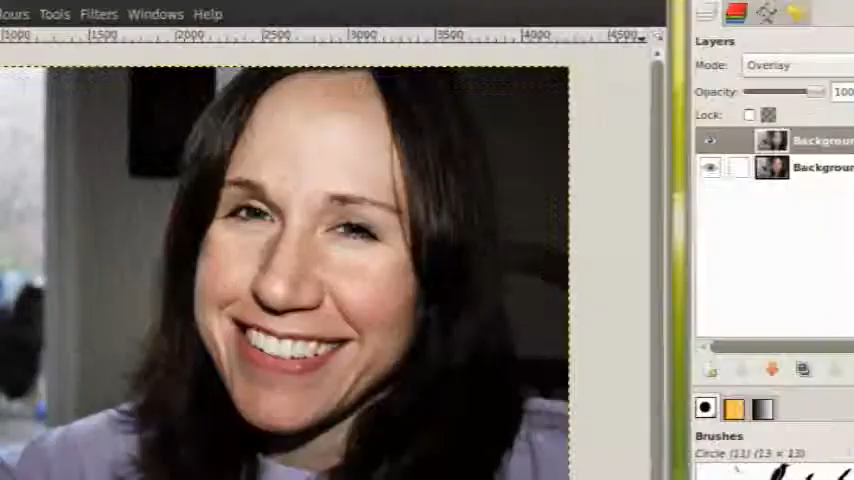 lours Tools Filters Windows Help
1000 1500 2000 2500 3000 3500 4000 4500
Layers
Mode: Overlay
Opacity: 100
Lock:
Backgroun
Backgroun
Brushes
Circle (11) (13 × 13)